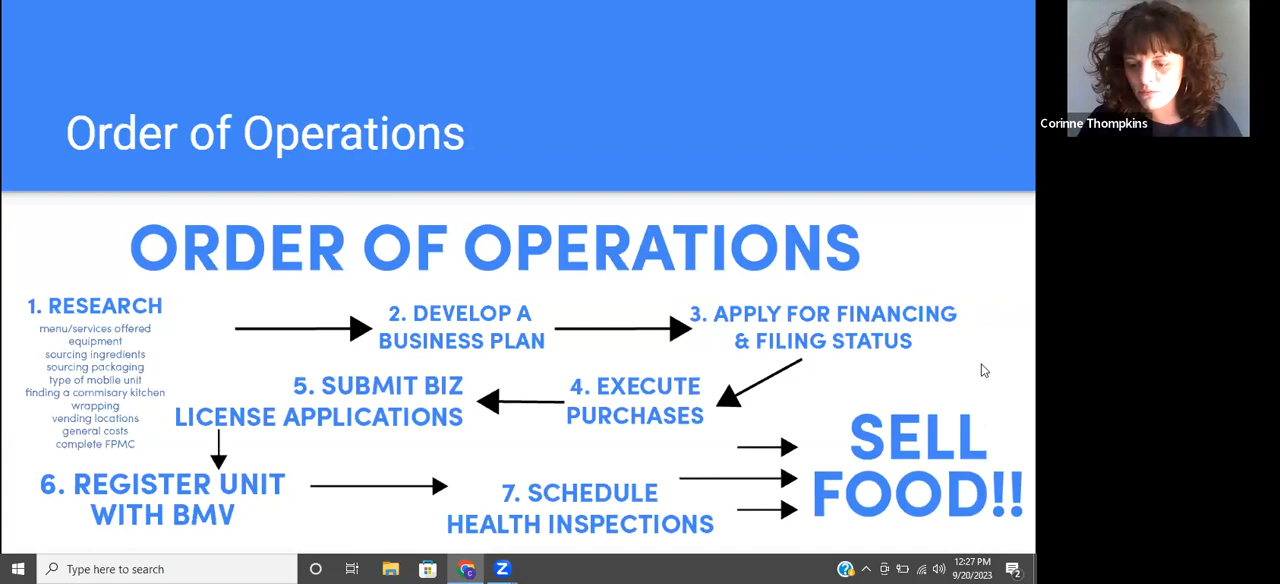 Order of Operations
Corinne Thompkins
ORDER OF OPERATIONS
1. RESEARCH
menu/services offered
equipment
sourcing ingredients
sourcing packaging
type of mobile unit
finding a commisary kitchen
wrapping
vending locations
general costs
complete FPMC
2. DEVELOP A
BUSINESS PLAN
3. APPLY FOR FINANCING
& FILING STATUS
4. EXECUTE
PURCHASES
5. SUBMIT BIZ
LICENSE APPLICATIONS
6. REGISTER UNIT
WITH BMV
7. SCHEDULE
HEALTH INSPECTIONS
SELL
FOOD!!
Type here to search
12:27 PM
9/20/2023
2